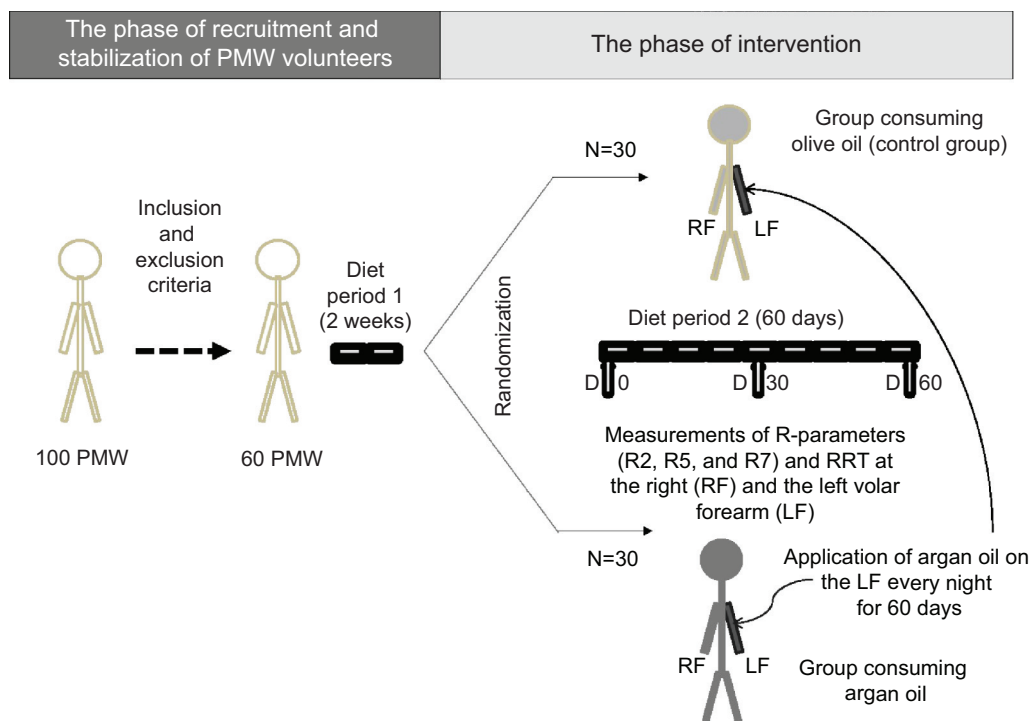 The phase of recruitment and
stabilization of PMW volunteers
The phase of intervention
Inclusion
and
exclusion
criteria
100 PMW
60 PMW
Diet
period 1
(2 weeks)
Randomization
N=30
Group consuming
olive oil (control group)
RF LF
Diet period 2 (60 days)
D 0 D 30 D 60
Measurements of R-parameters
(R2, R5, and R7) and RRT at
the right (RF) and the left volar
forearm (LF)
N=30
Application of argan oil on
the LF every night
for 60 days
RF LF
Group consuming
argan oil